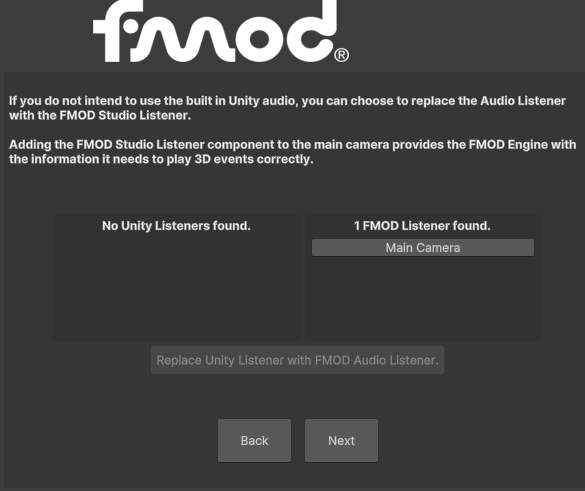 fmod®
If you do not intend to use the built in Unity audio, you can choose to replace the Audio Listener
with the FMOD Studio Listener.
Adding the FMOD Studio Listener component to the main camera provides the FMOD Engine with
the information it needs to play 3D events correctly.
No Unity Listeners found.
1 FMOD Listener found.
Main Camera
Replace Unity Listener with FMOD Audio Listener.
Back
Next